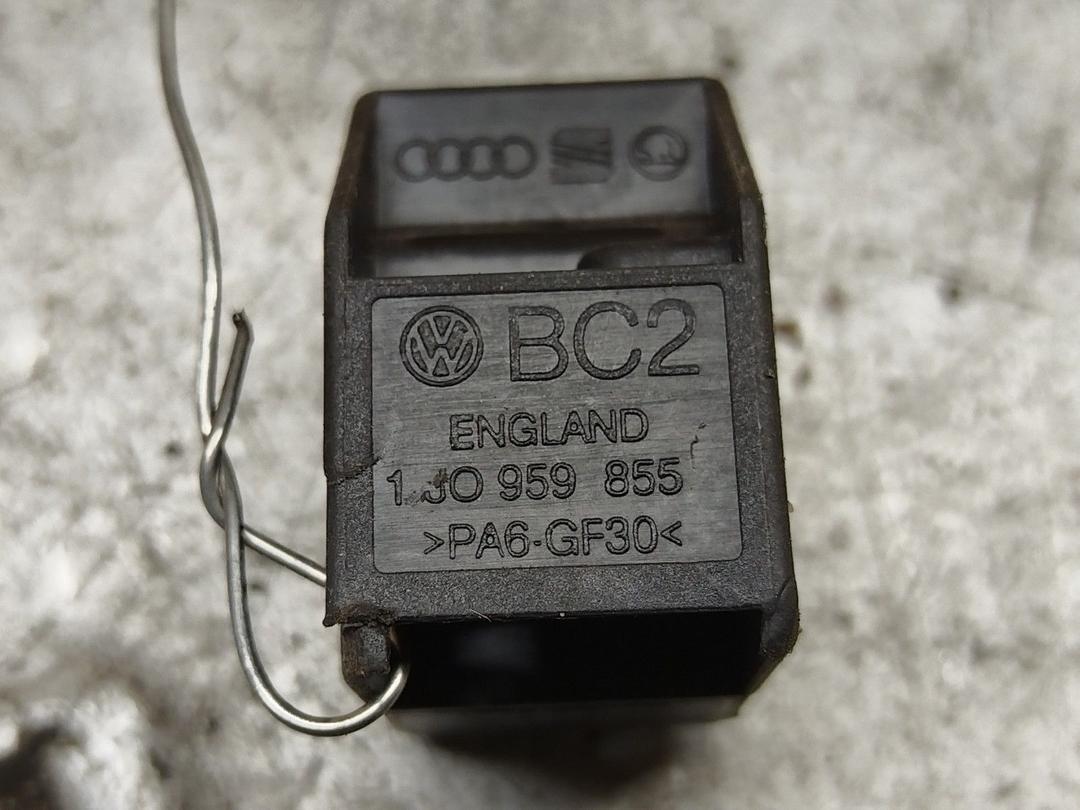 BC2
ENGLAND
1J0 959 855
>PA6-GF30<